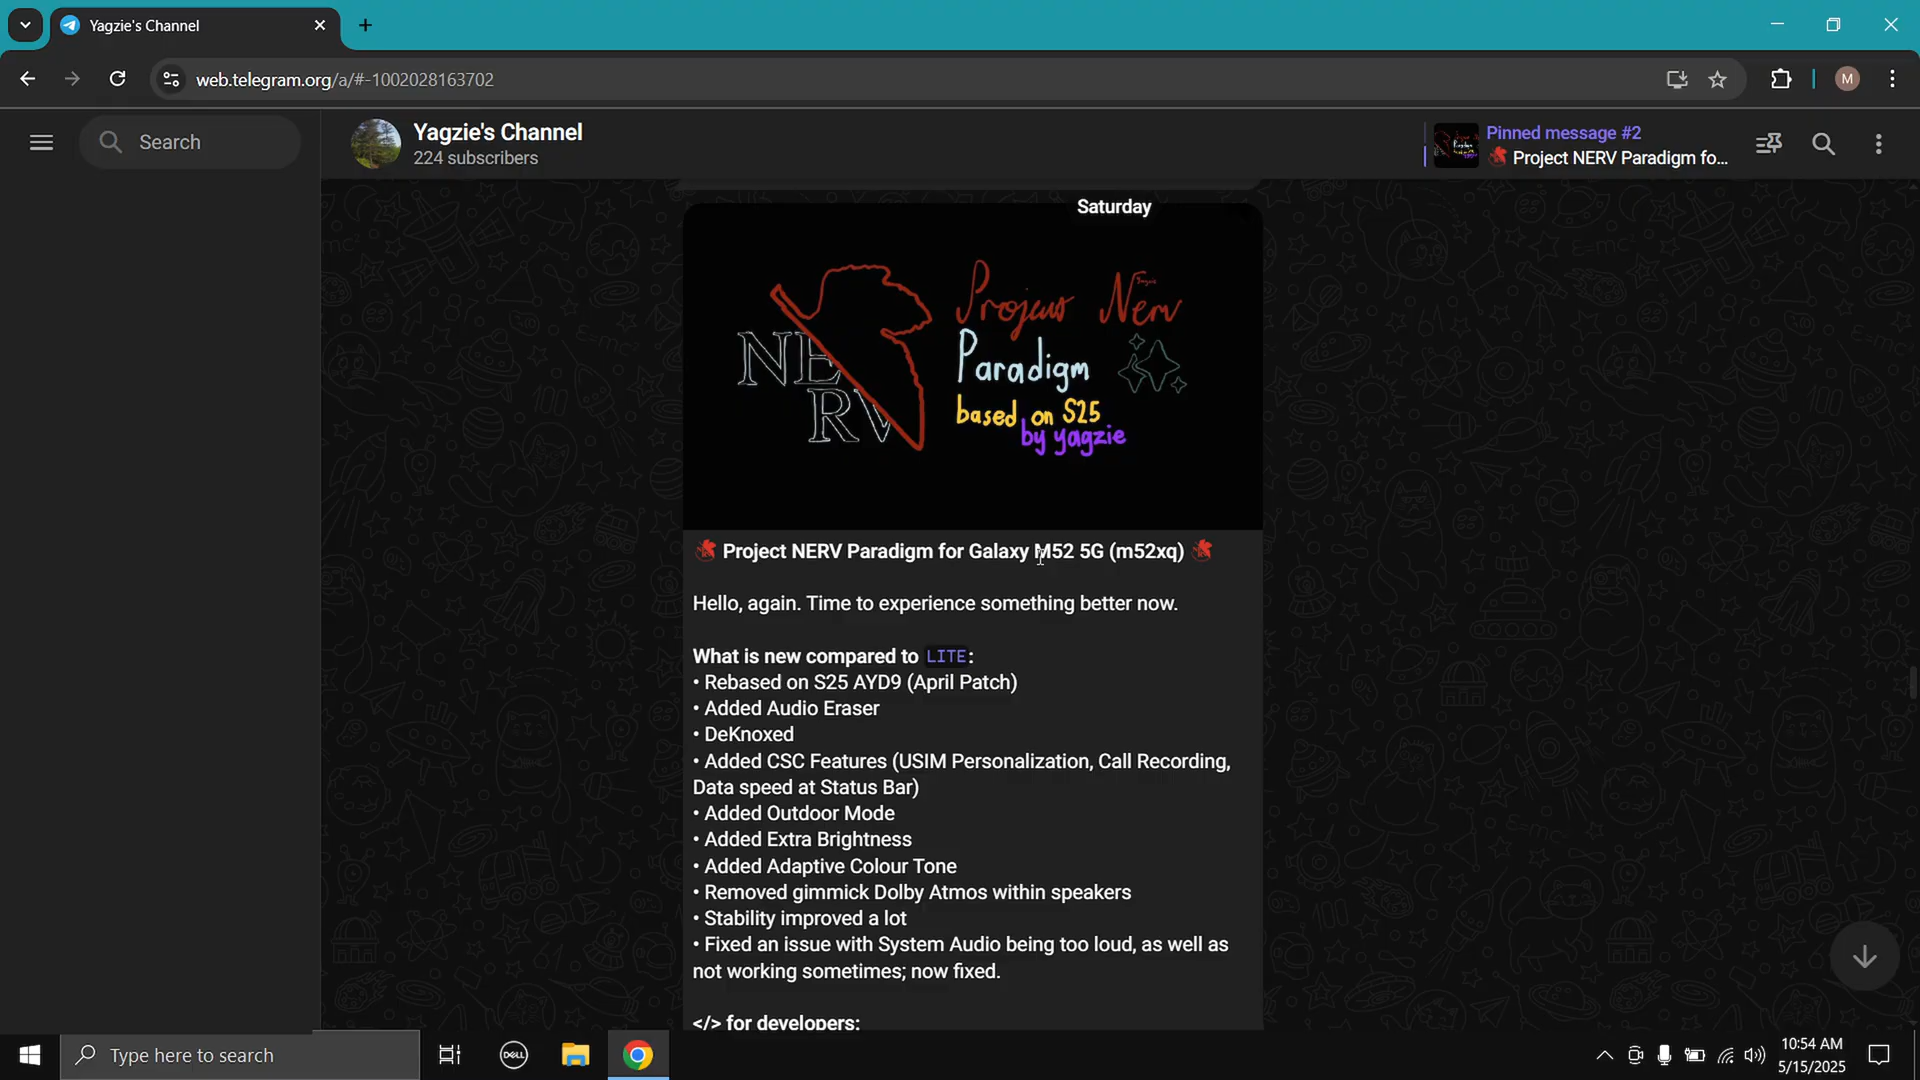 Yagzie's Channel
web.telegram.org/a/#-1002028163702
M
Search
Yagzie's Channel
224 subscribers
Pinned message #2
Project NERV Paradigm fo...
Saturday
NE
RV
Project Nerv
Paradigm
based on S25
by yagzie
Project NERV Paradigm for Galaxy M52 5G (m52xq)
Hello, again. Time to experience something better now.
What is new compared to LITE:
• Rebased on S25 AYD9 (April Patch)
• Added Audio Eraser
• DeKnoxed
• Added CSC Features (USIM Personalization, Call Recording,
Data speed at Status Bar)
• Added Outdoor Mode
• Added Extra Brightness
• Added Adaptive Colour Tone
• Removed gimmick Dolby Atmos within speakers
• Stability improved a lot
• Fixed an issue with System Audio being too loud, as well as
not working sometimes; now fixed.
</> for developers:
Type here to search
DELL
10:54 AM
5/15/2025